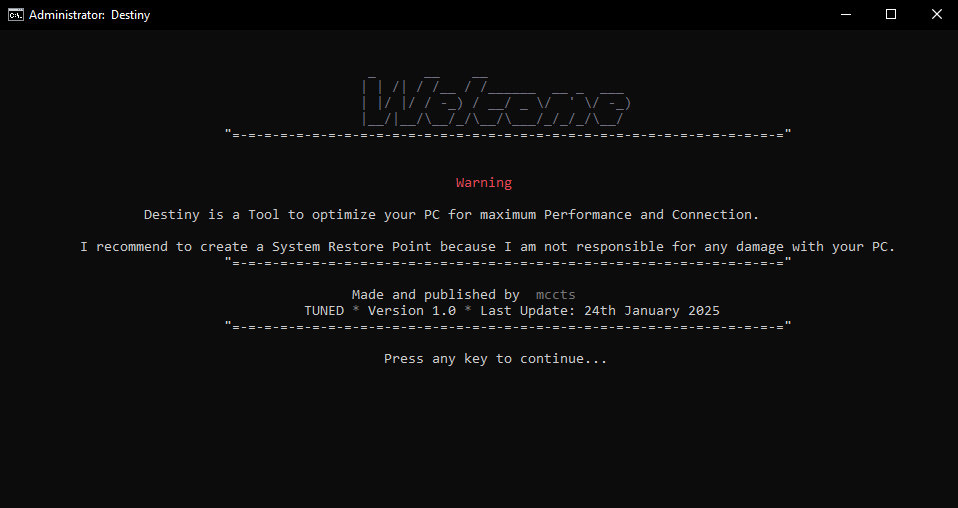 Administrator: Destiny
Welcome
"=-=-=-=-=-=-=-=-=-=-=-=-=-=-=-=-=-=-=-=-=-=-=-=-=-=-=-=-=-=-=-=-=-="
Warning
Destiny is a Tool to optimize your PC for maximum Performance and Connection.
I recommend to create a System Restore Point because I am not responsible for any damage with your PC.
"=-=-=-=-=-=-=-=-=-=-=-=-=-=-=-=-=-=-=-=-=-=-=-=-=-=-=-=-=-=-=-=-=-="
Made and published by mccts
TUNED * Version 1.0 * Last Update: 24th January 2025
"=-=-=-=-=-=-=-=-=-=-=-=-=-=-=-=-=-=-=-=-=-=-=-=-=-=-=-=-=-=-=-=-=-="
Press any key to continue...